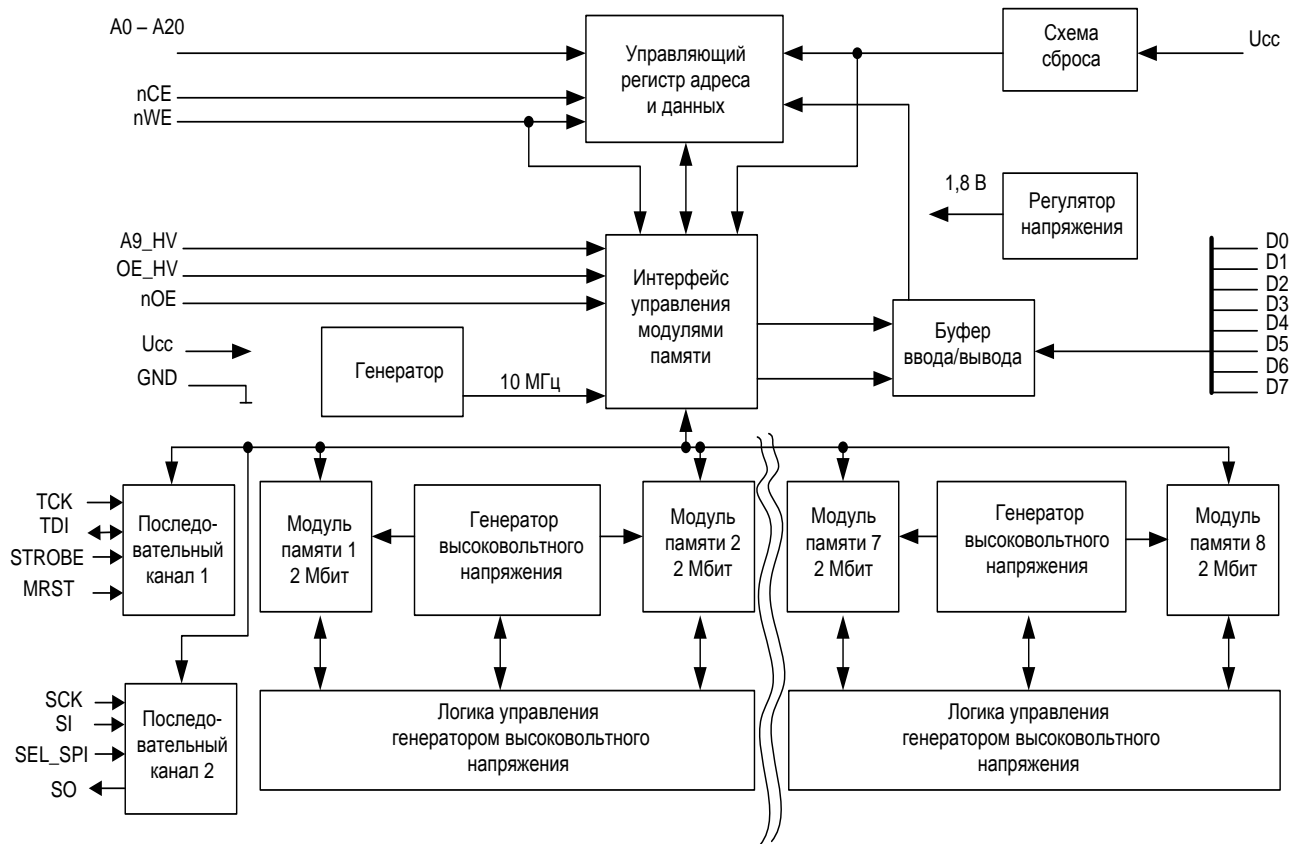 A0 – A20
nCE
nWE
Управляющий
регистр адреса
и данных
Схема
сброса
Ucc
1,8 В
Регулятор
напряжения
A9_HV
OE_HV
nOE
Ucc
GND
Генератор
10 МГц
Интерфейс
управления
модулями
памяти
Буфер
ввода/вывода
D0
D1
D2
D3
D4
D5
D6
D7
TCK
TDI
STROBE
MRST
Последо-
вательный
канал 1
Модуль
памяти 1
2 Мбит
Генератор
высоковольтного
напряжения
Модуль
памяти 2
2 Мбит
Модуль
памяти 7
2 Мбит
Генератор
высоковольтного
напряжения
Модуль
памяти 8
2 Мбит
SCK
SI
SEL_SPI
SO
Последо-
вательный
канал 2
Логика управления
генератором высоковольтного
напряжения
Логика управления
генератором высоковольтного
напряжения